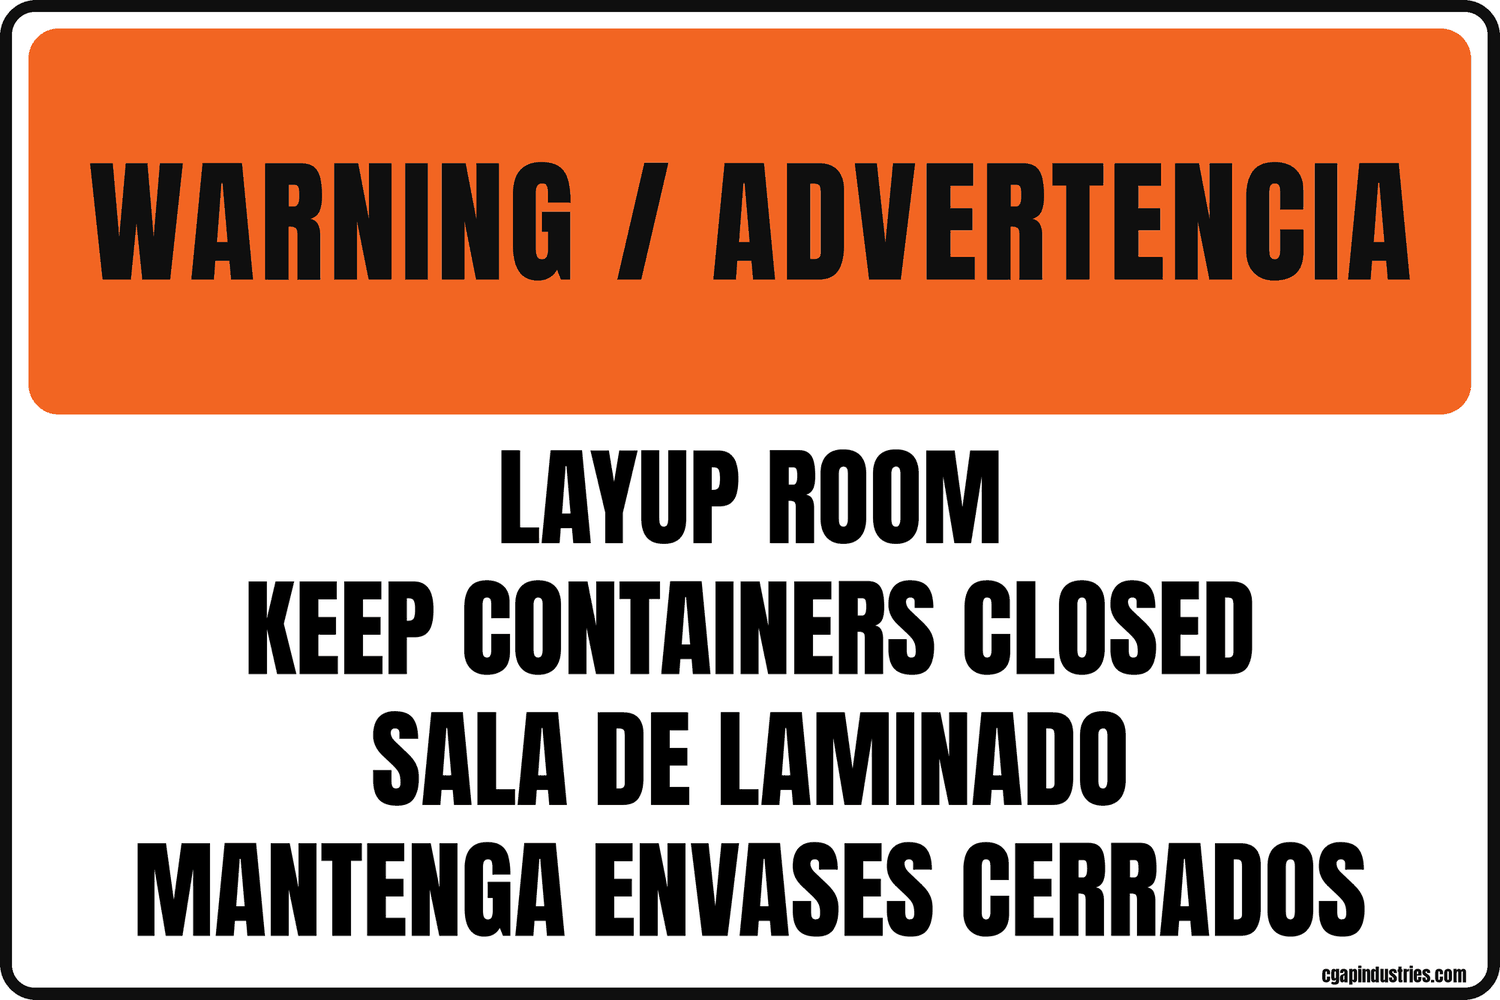 WARNING / ADVERTENCIA
LAYUP ROOM
KEEP CONTAINERS CLOSED
SALA DE LAMINADO
MANTENGA ENVASES CERRADOS
cgapindustries.com